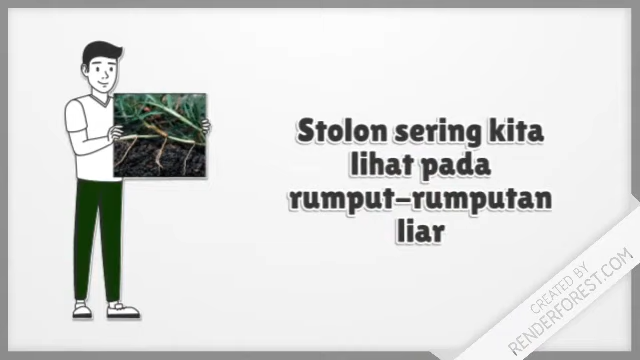 Stolon sering kita
lihat pada
rumput-rumputan
liar
CREATED BY
RENDERFOREST.COM